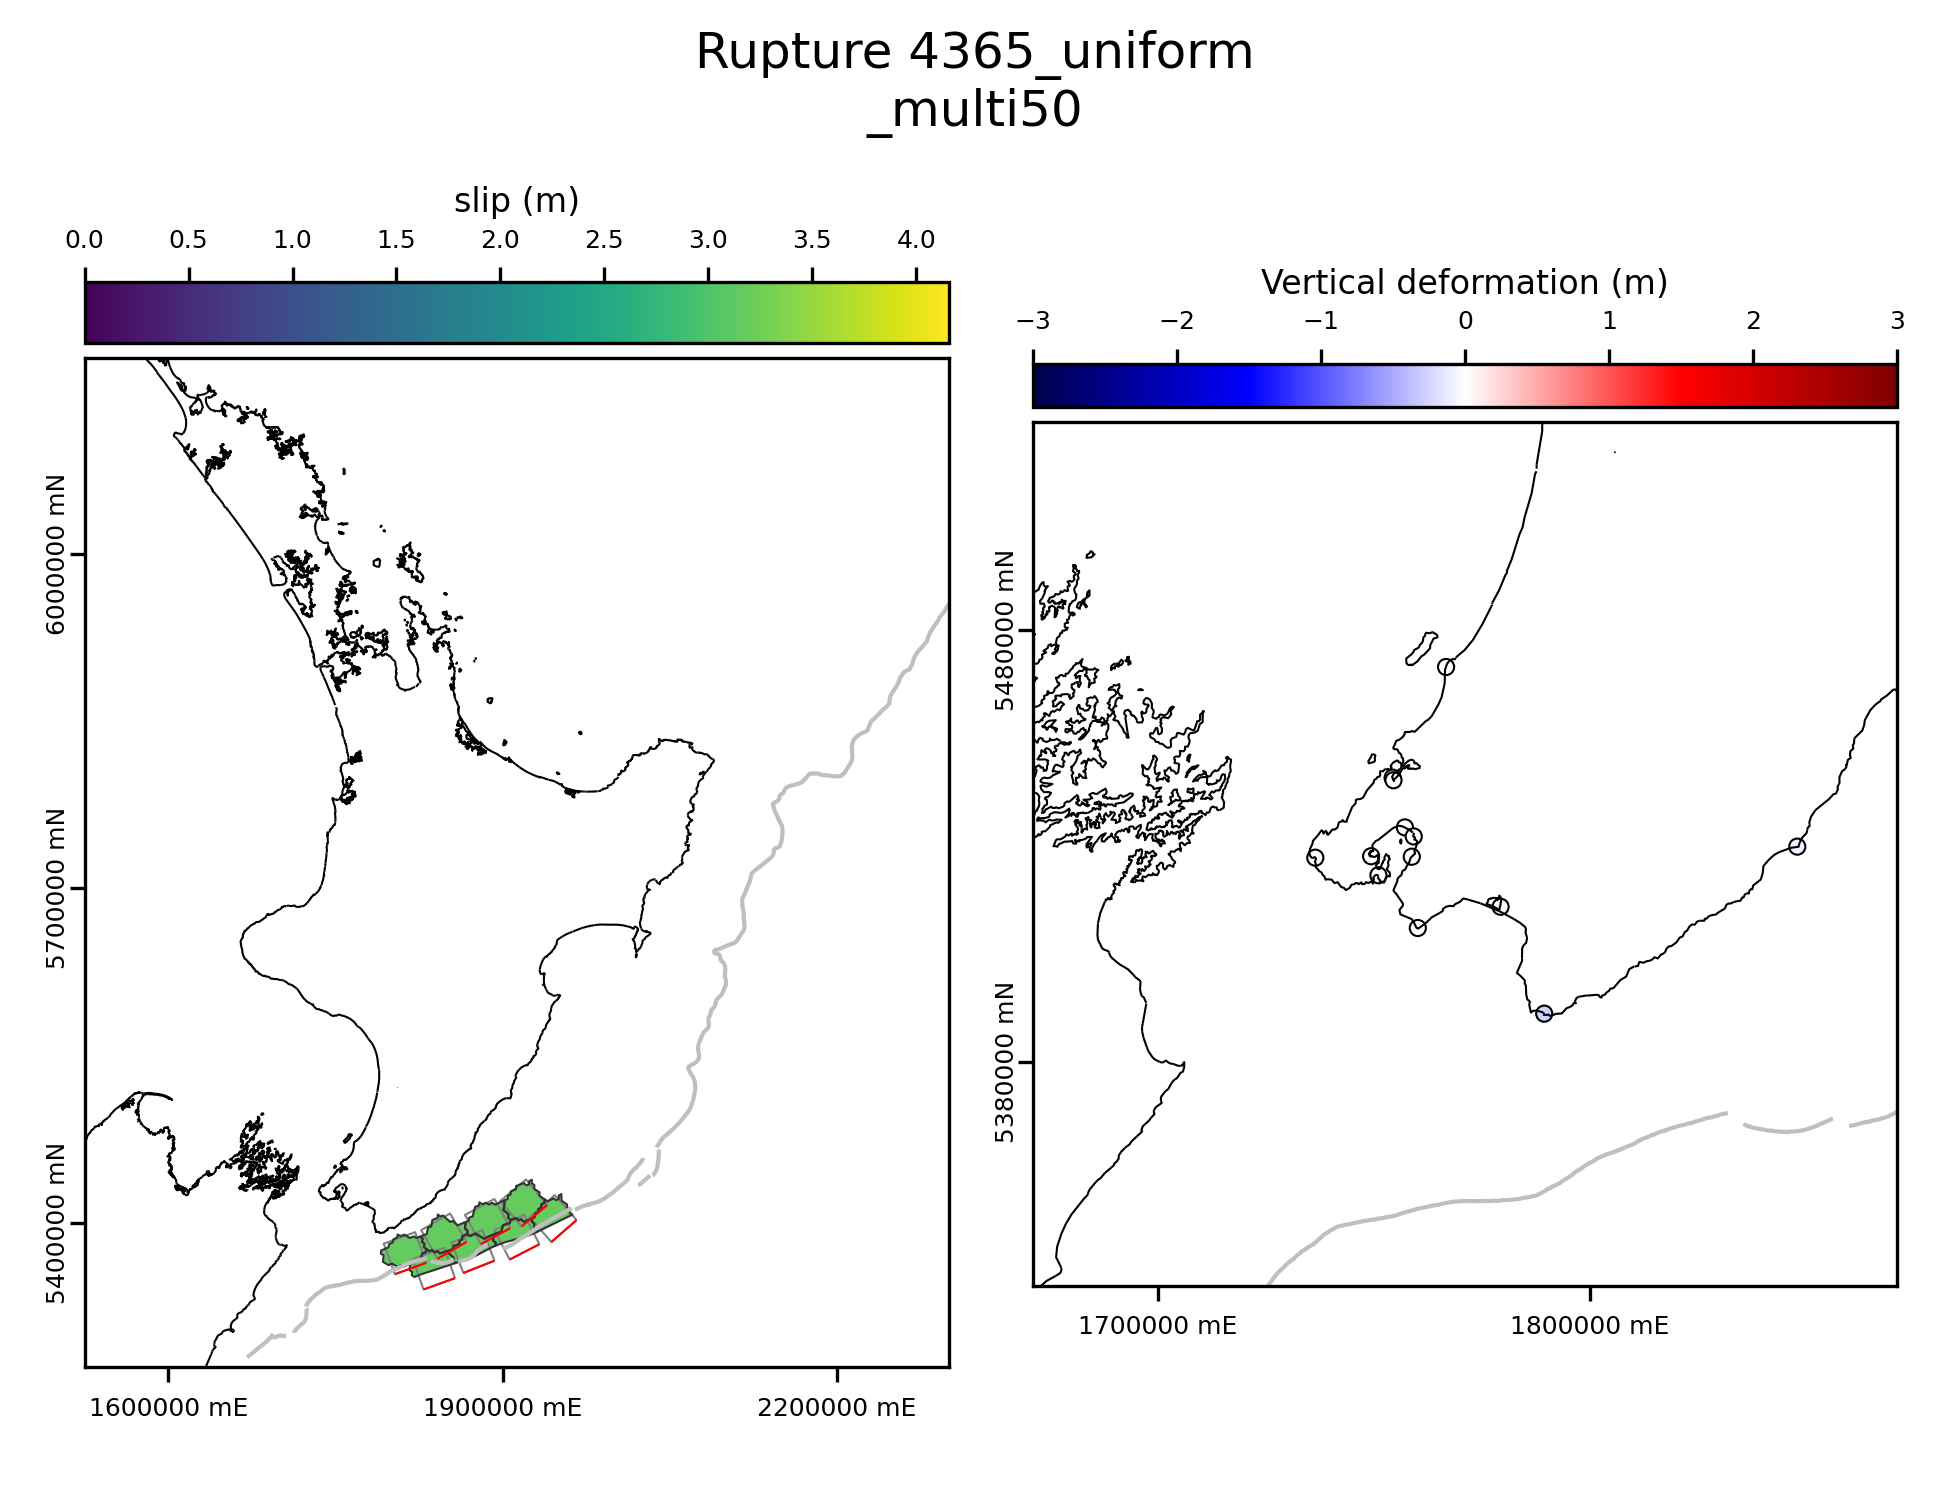 Rupture 4365_uniform
_multi50
slip (m)
0.0 0.5 1.0 1.5 2.0 2.5 3.0 3.5 4.0
6000000 mN
5700000 mN
5400000 mN
1600000 mE 1900000 mE 2200000 mE
Vertical deformation (m)
−3 −2 −1 0 1 2 3
5480000 mN
5380000 mN
1700000 mE 1800000 mE